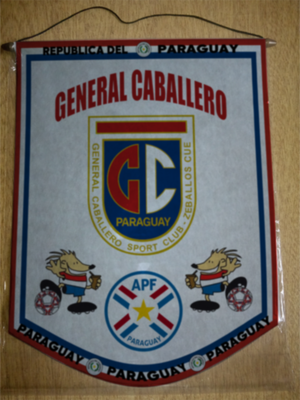 REPUBLICA DEL PARAGUAY
GENERAL CABALLERO
GC
PARAGUAY
GENERAL CABALLERO SPORT CLUB - ZEBALLOS CUE
APF
PARAGUAY
PARAGUAY PARAGUAY PARAGUAY